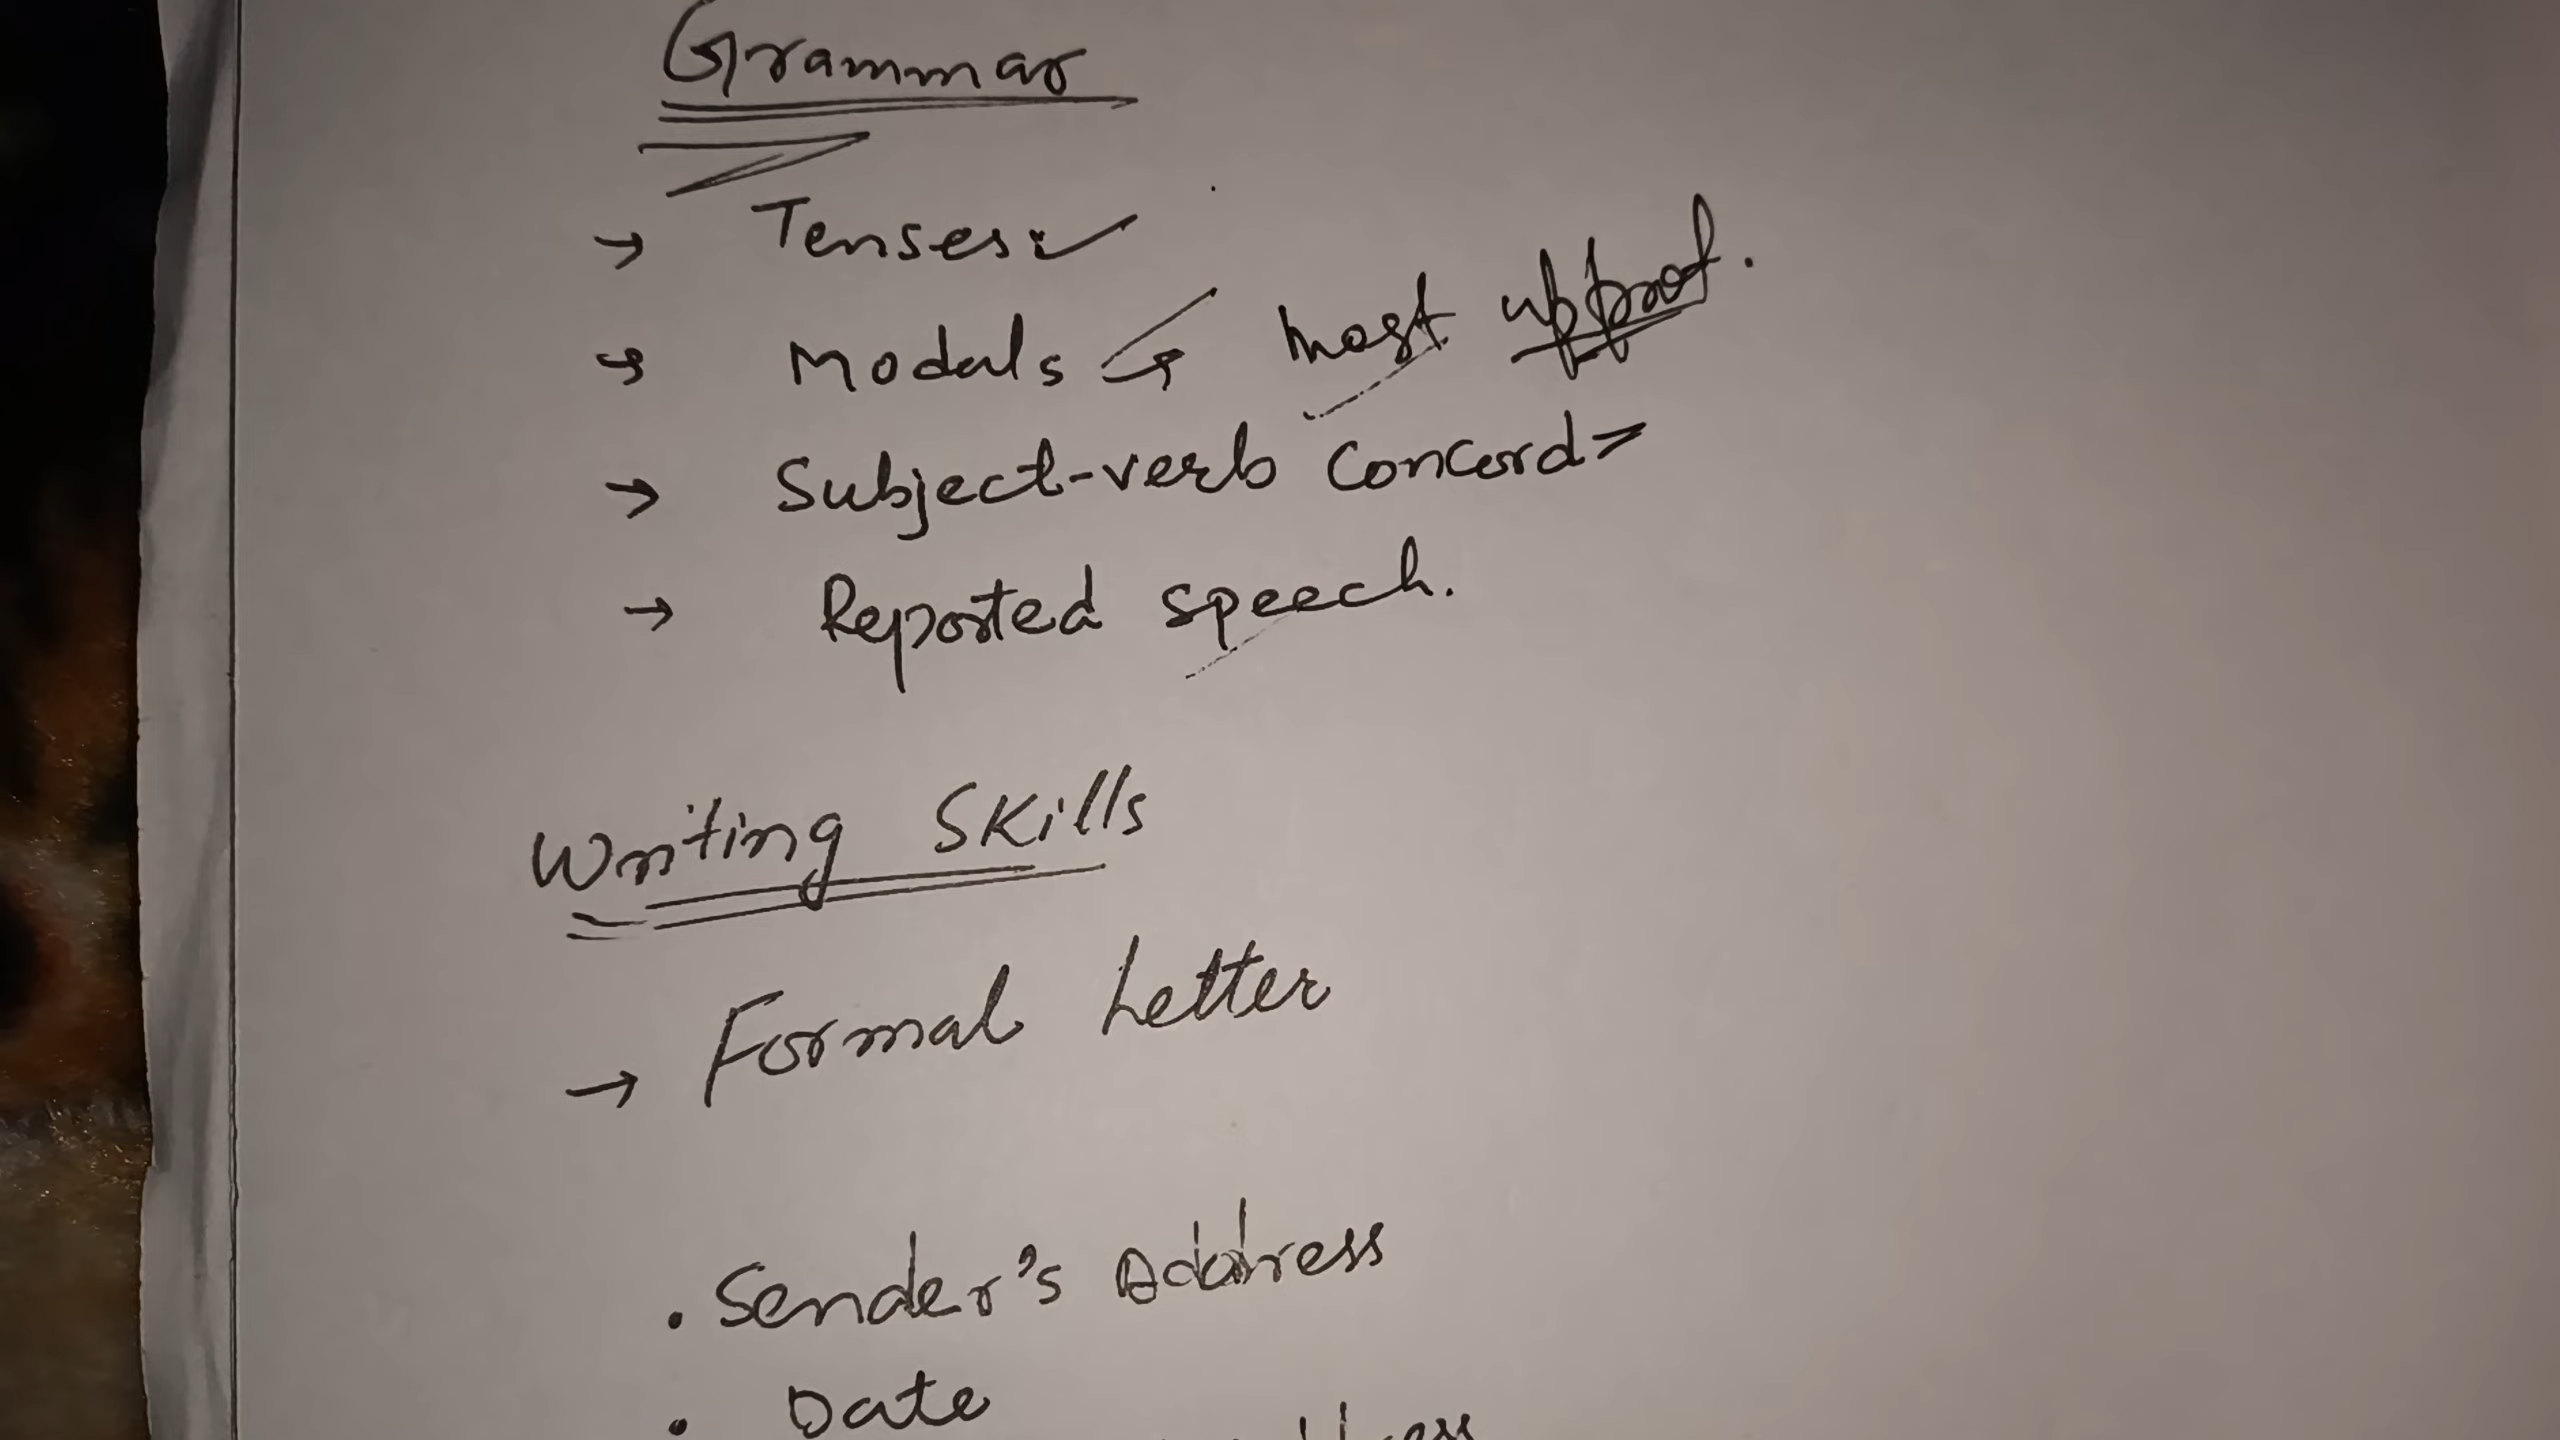 Grammar
→ Tenses:
→ Modals → most
→ Subject-verb Concord
→ Reported speech.
Writing Skills
→ Formal Letter
• Sender's Address
• Date